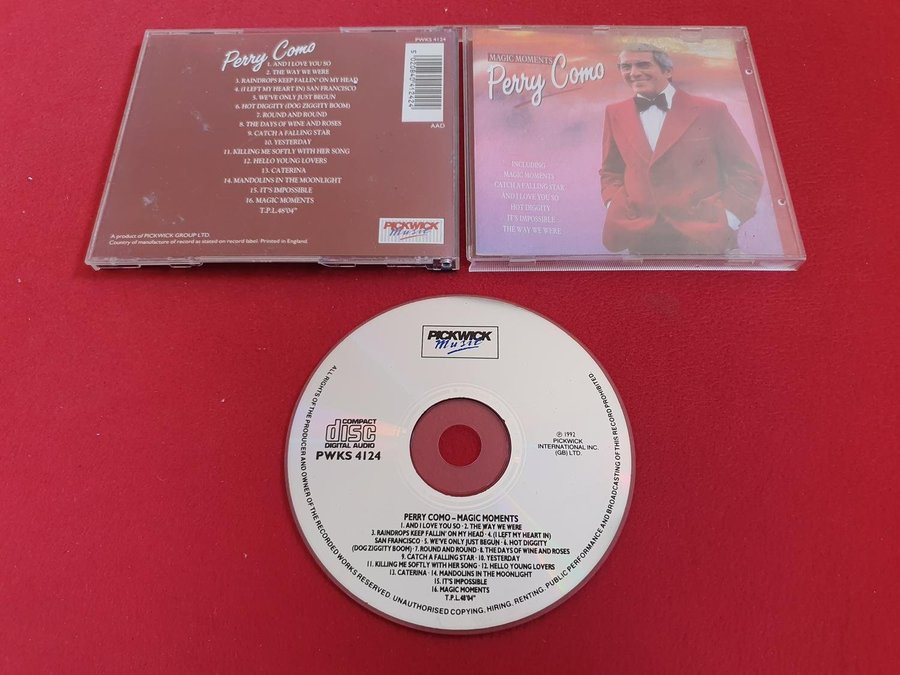 PWKS 4124
Perry Como
1. AND I LOVE YOU SO
2. THE WAY WE WERE
3. RAINDROPS KEEP FALLIN' ON MY HEAD
4. (I LEFT MY HEART IN) SAN FRANCISCO
5. WE'VE ONLY JUST BEGUN
6. HOT DIGGITY (DOG ZIGGITY BOOM)
7. ROUND AND ROUND
8. THE DAYS OF WINE AND ROSES
9. CATCH A FALLING STAR
10. YESTERDAY
11. KILLING ME SOFTLY WITH HER SONG
12. HELLO YOUNG LOVERS
13. CATERINA
14. MANDOLINS IN THE MOONLIGHT
15. IT'S IMPOSSIBLE
16. MAGIC MOMENTS
T.P.L. 48'04"
5 020840 412424
AAD
A product of PICKWICK GROUP LTD.
Country of manufacture of record as stated on record label. Printed in England.
PICKWICK
Music
MAGIC MOMENTS
Perry Como
INCLUDING
MAGIC MOMENTS
CATCH A FALLING STAR
AND I LOVE YOU SO
HOT DIGGITY
IT'S IMPOSSIBLE
THE WAY WE WERE
PICKWICK
Music
COMPACT
disc
DIGITAL AUDIO
PWKS 4124
℗ 1992
PICKWICK
INTERNATIONAL INC.
(GB) LTD.
PERRY COMO – MAGIC MOMENTS
1. AND I LOVE YOU SO · 2. THE WAY WE WERE
3. RAINDROPS KEEP FALLIN' ON MY HEAD · 4. (I LEFT MY HEART IN)
SAN FRANCISCO · 5. WE'VE ONLY JUST BEGUN · 6. HOT DIGGITY
(DOG ZIGGITY BOOM) · 7. ROUND AND ROUND · 8. THE DAYS OF WINE AND ROSES
9. CATCH A FALLING STAR · 10. YESTERDAY
11. KILLING ME SOFTLY WITH HER SONG · 12. HELLO YOUNG LOVERS
13. CATERINA · 14. MANDOLINS IN THE MOONLIGHT
15. IT'S IMPOSSIBLE
16. MAGIC MOMENTS
T.P.L. 48'04"
ALL RIGHTS OF THE PRODUCER AND OWNER OF THE RECORDED WORKS RESERVED. UNAUTHORISED COPYING, HIRING, RENTING, PUBLIC PERFORMANCE AND BROADCASTING OF THIS RECORD PROHIBITED.